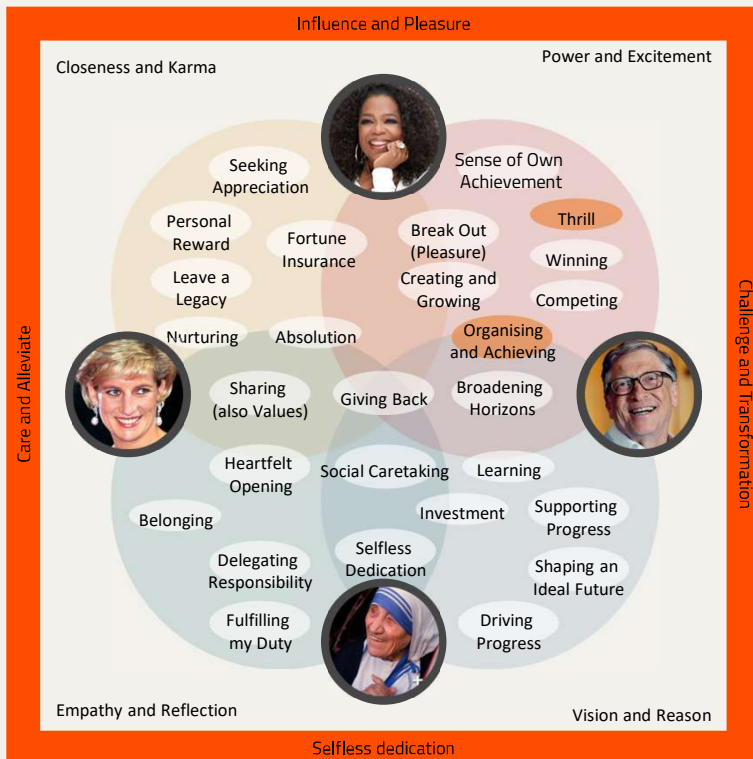 Influence and Pleasure
Closeness and Karma
Power and Excitement
Seeking
Appreciation
Sense of Own
Achievement
Personal
Reward
Fortune
Insurance
Break Out
(Pleasure)
Thrill
Winning
Leave a
Legacy
Creating and
Growing
Competing
Nurturing
Absolution
Organising
and Achieving
Care and Alleviate
Challenge and Transformation
Sharing
(also Values)
Giving Back
Broadening
Horizons
Heartfelt
Opening
Social Caretaking
Learning
Belonging
Investment
Supporting
Progress
Delegating
Responsibility
Selfless
Dedication
Shaping an
Ideal Future
Fulfilling
my Duty
Driving
Progress
Empathy and Reflection
Vision and Reason
Selfless dedication